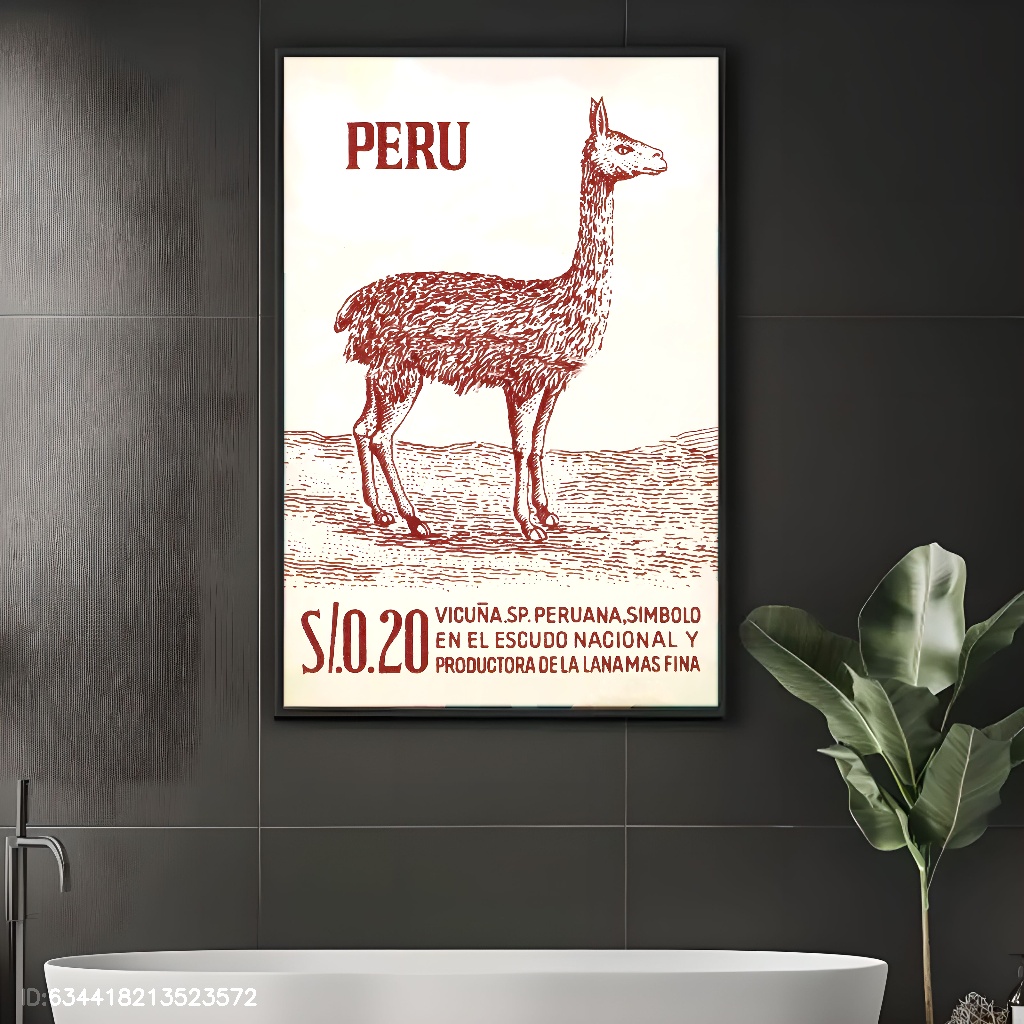 PERU
S/.0.20
VICUÑA.SP. PERUANA,SIMBOLO
EN EL ESCUDO NACIONAL Y
PRODUCTORA DE LA LANA MAS FINA
ID:634418213523572